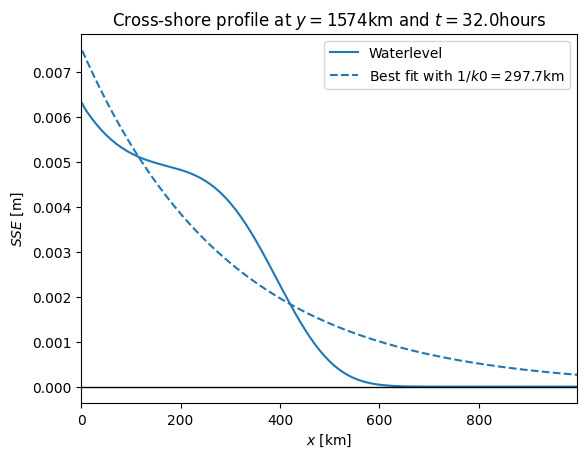 Cross-shore profile at y = 1574km and t = 32.0hours
Waterlevel
Best fit with 1/k0 = 297.7km
0.007
0.006
0.005
0.004
0.003
0.002
0.001
0.000
SSE [m]
0 200 400 600 800
x [km]